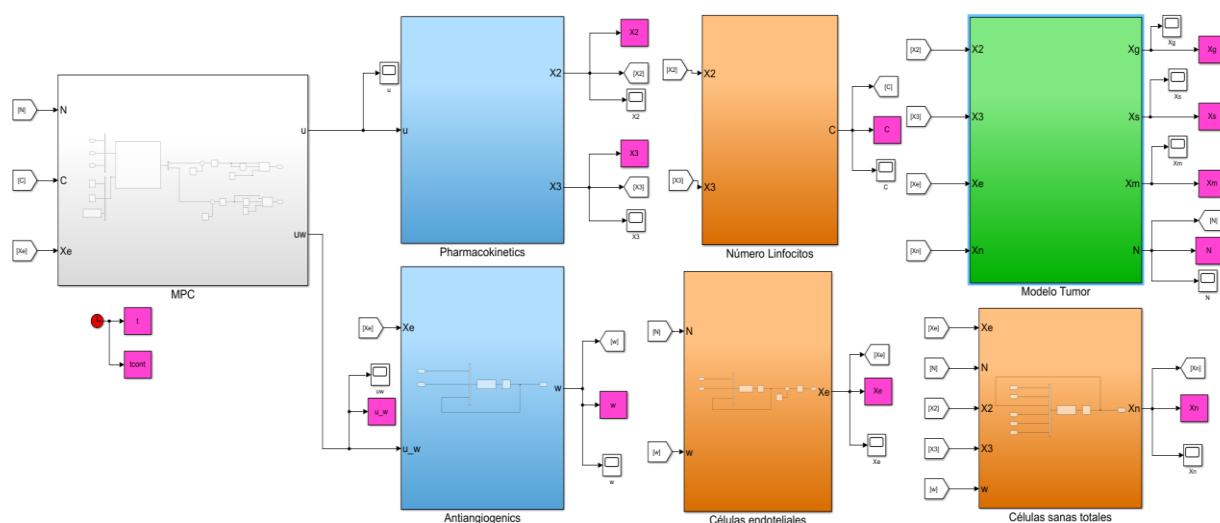 [N]
N
[C]
C
[Xe]
Xe
u
uw
MPC
t
tcont
u
u
X2
X3
Pharmacokinetics
X2
[X2]
X2
X3
[X3]
X3
[X2]
X2
[X3]
X3
C
Número Linfocitos
[C]
C
C
[X2]
X2
[X3]
X3
[Xe]
Xe
[Xn]
Xn
Xg
Xs
Xm
N
Modelo Tumor
Xg
Xg
Xs
Xs
Xm
Xm
[N]
N
N
uw
u_w
[Xe]
Xe
u_w
w
Antiangiogenics
[w]
w
w
[N]
N
[w]
w
Xe
Células endoteliales
[Xe]
Xe
Xe
[Xe]
Xe
[N]
N
[X2]
X2
[X3]
X3
[w]
w
Xn
Células sanas totales
[Xn]
Xn
Xn